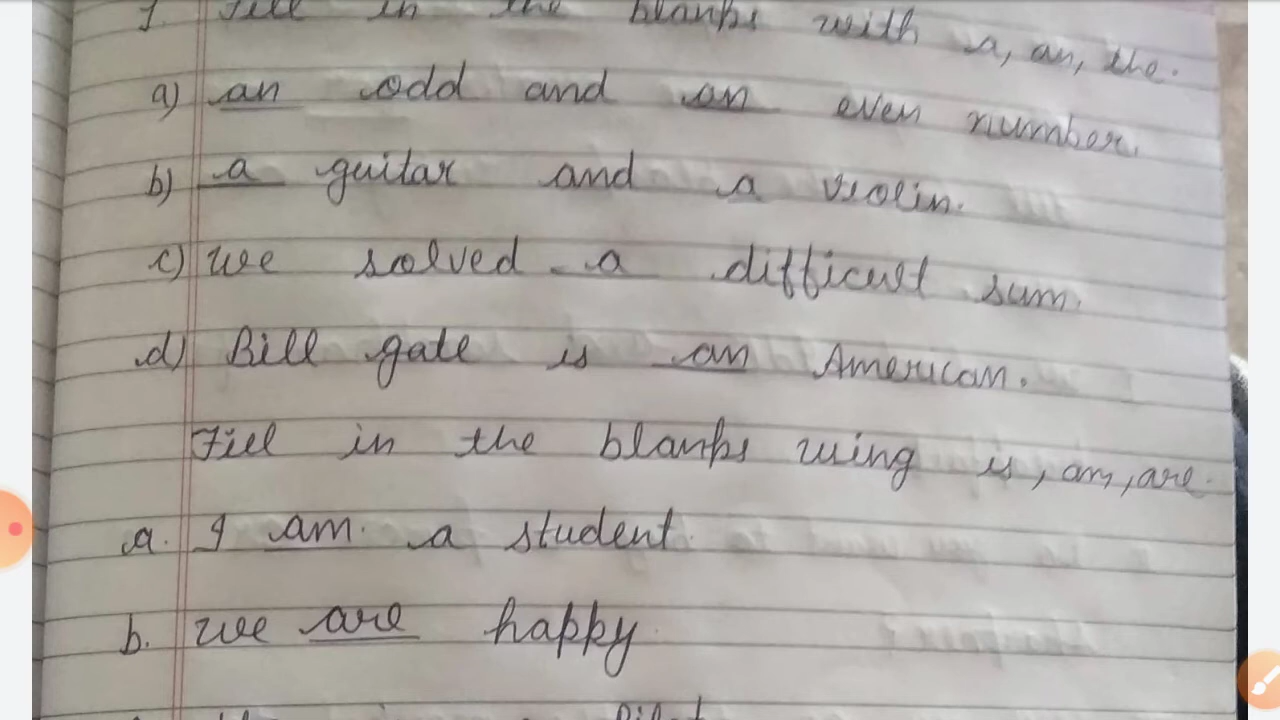 1. Fill in the blanks with a, an, the.
a) an odd and an even number.
b) a guitar and a violin.
c) we solved a difficult sum.
d) Bill gate is an American.
Fill in the blanks using is, am, are.
a. I am. a student.
b. we are happy.